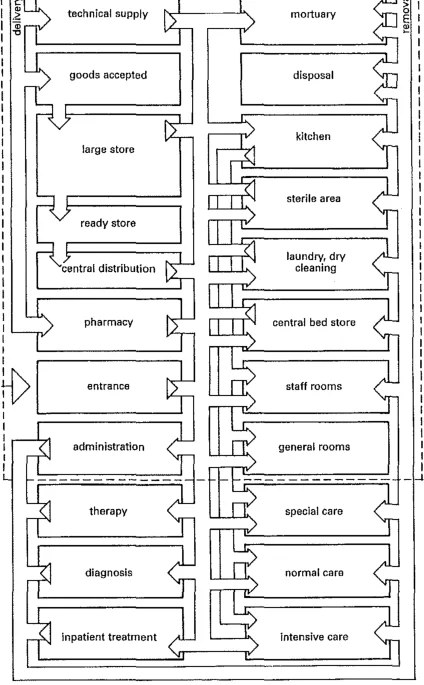 technical supply
mortuary
goods accepted
disposal
large store
kitchen
sterile area
ready store
laundry, dry
cleaning
central distribution
pharmacy
central bed store
entrance
staff rooms
administration
general rooms
therapy
special care
diagnosis
normal care
inpatient treatment
intensive care